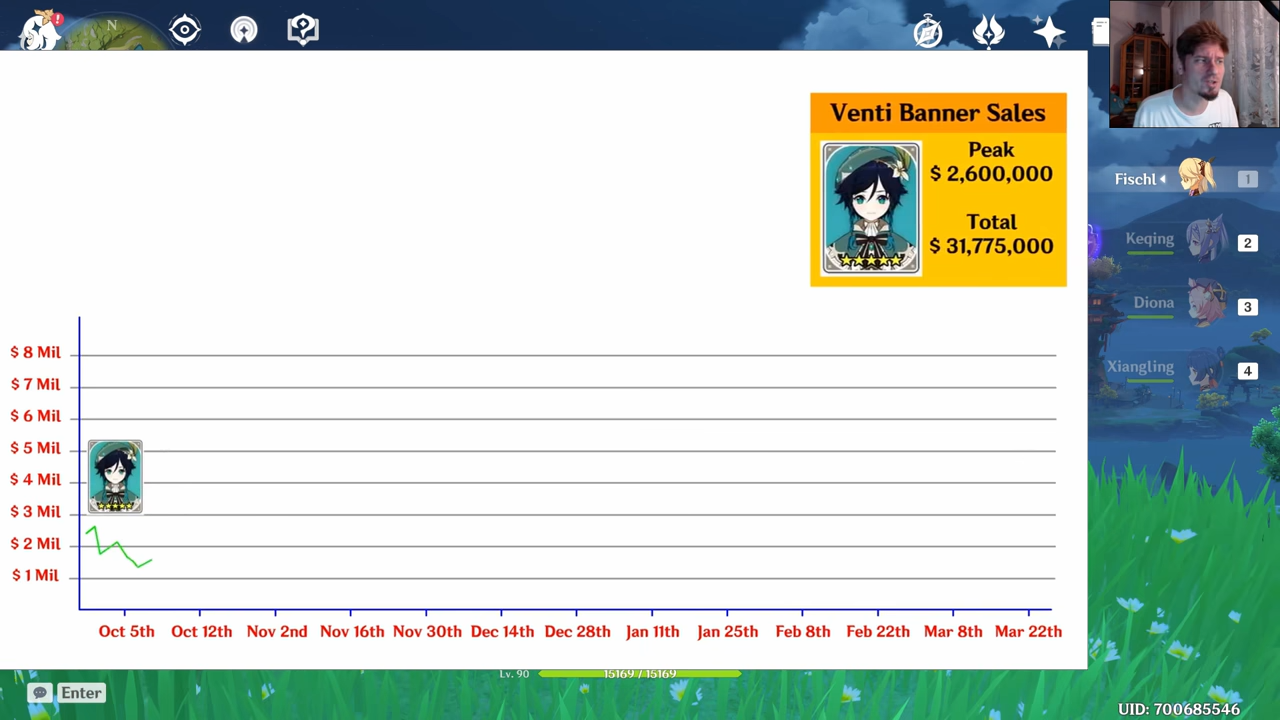 N
Venti Banner Sales
Peak
$ 2,600,000
Total
$ 31,775,000
Fischl
1
Keqing
2
Diona
3
Xiangling
4
$ 8 Mil
$ 7 Mil
$ 6 Mil
$ 5 Mil
$ 4 Mil
$ 3 Mil
$ 2 Mil
$ 1 Mil
Oct 5th Oct 12th Nov 2nd Nov 16th Nov 30th Dec 14th Dec 28th Jan 11th Jan 25th Feb 8th Feb 22th Mar 8th Mar 22th
Lv. 90 15169 / 15169
Enter
UID: 700685546